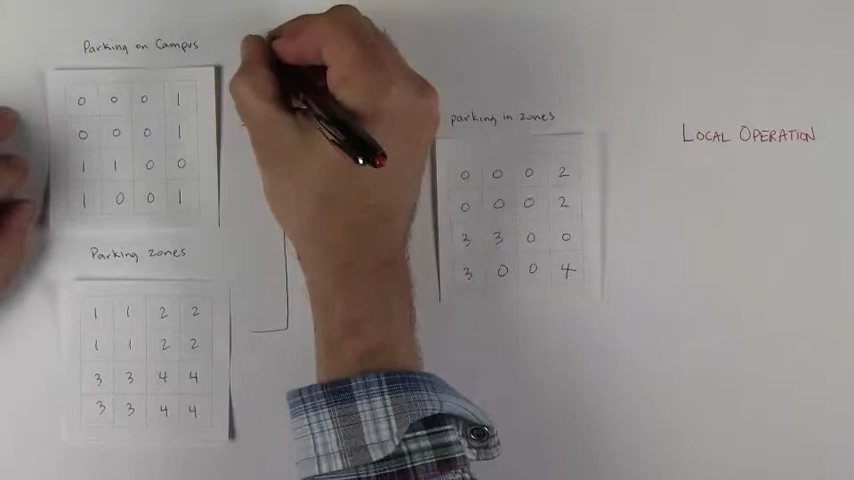 Parking on Campus
0 0 0 1
0 0 0 1
1 1 0 0
1 0 0 1
Parking zones
1 1 2 2
1 1 2 2
3 3 4 4
3 3 4 4
parking in zones
0 0 0 2
0 0 0 2
3 3 0 0
3 0 0 4
LOCAL OPERATION